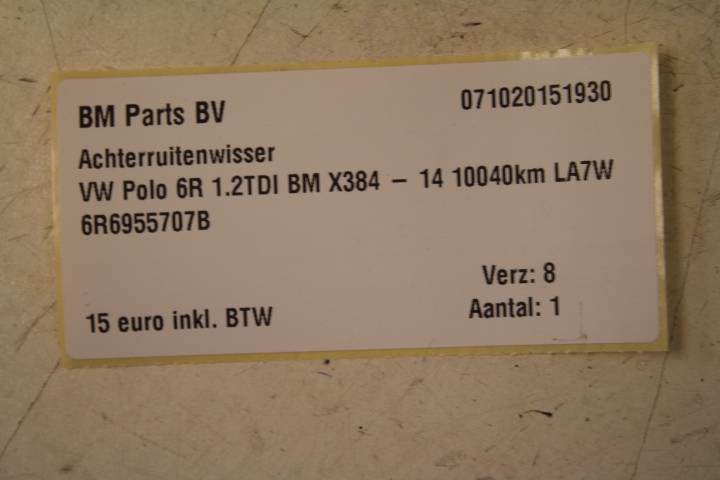 BM Parts BV 071020151930
Achterruitenwisser
VW Polo 6R 1.2TDI BM X384 – 14 10040km LA7W
6R6955707B
Verz: 8
15 euro inkl. BTW Aantal: 1